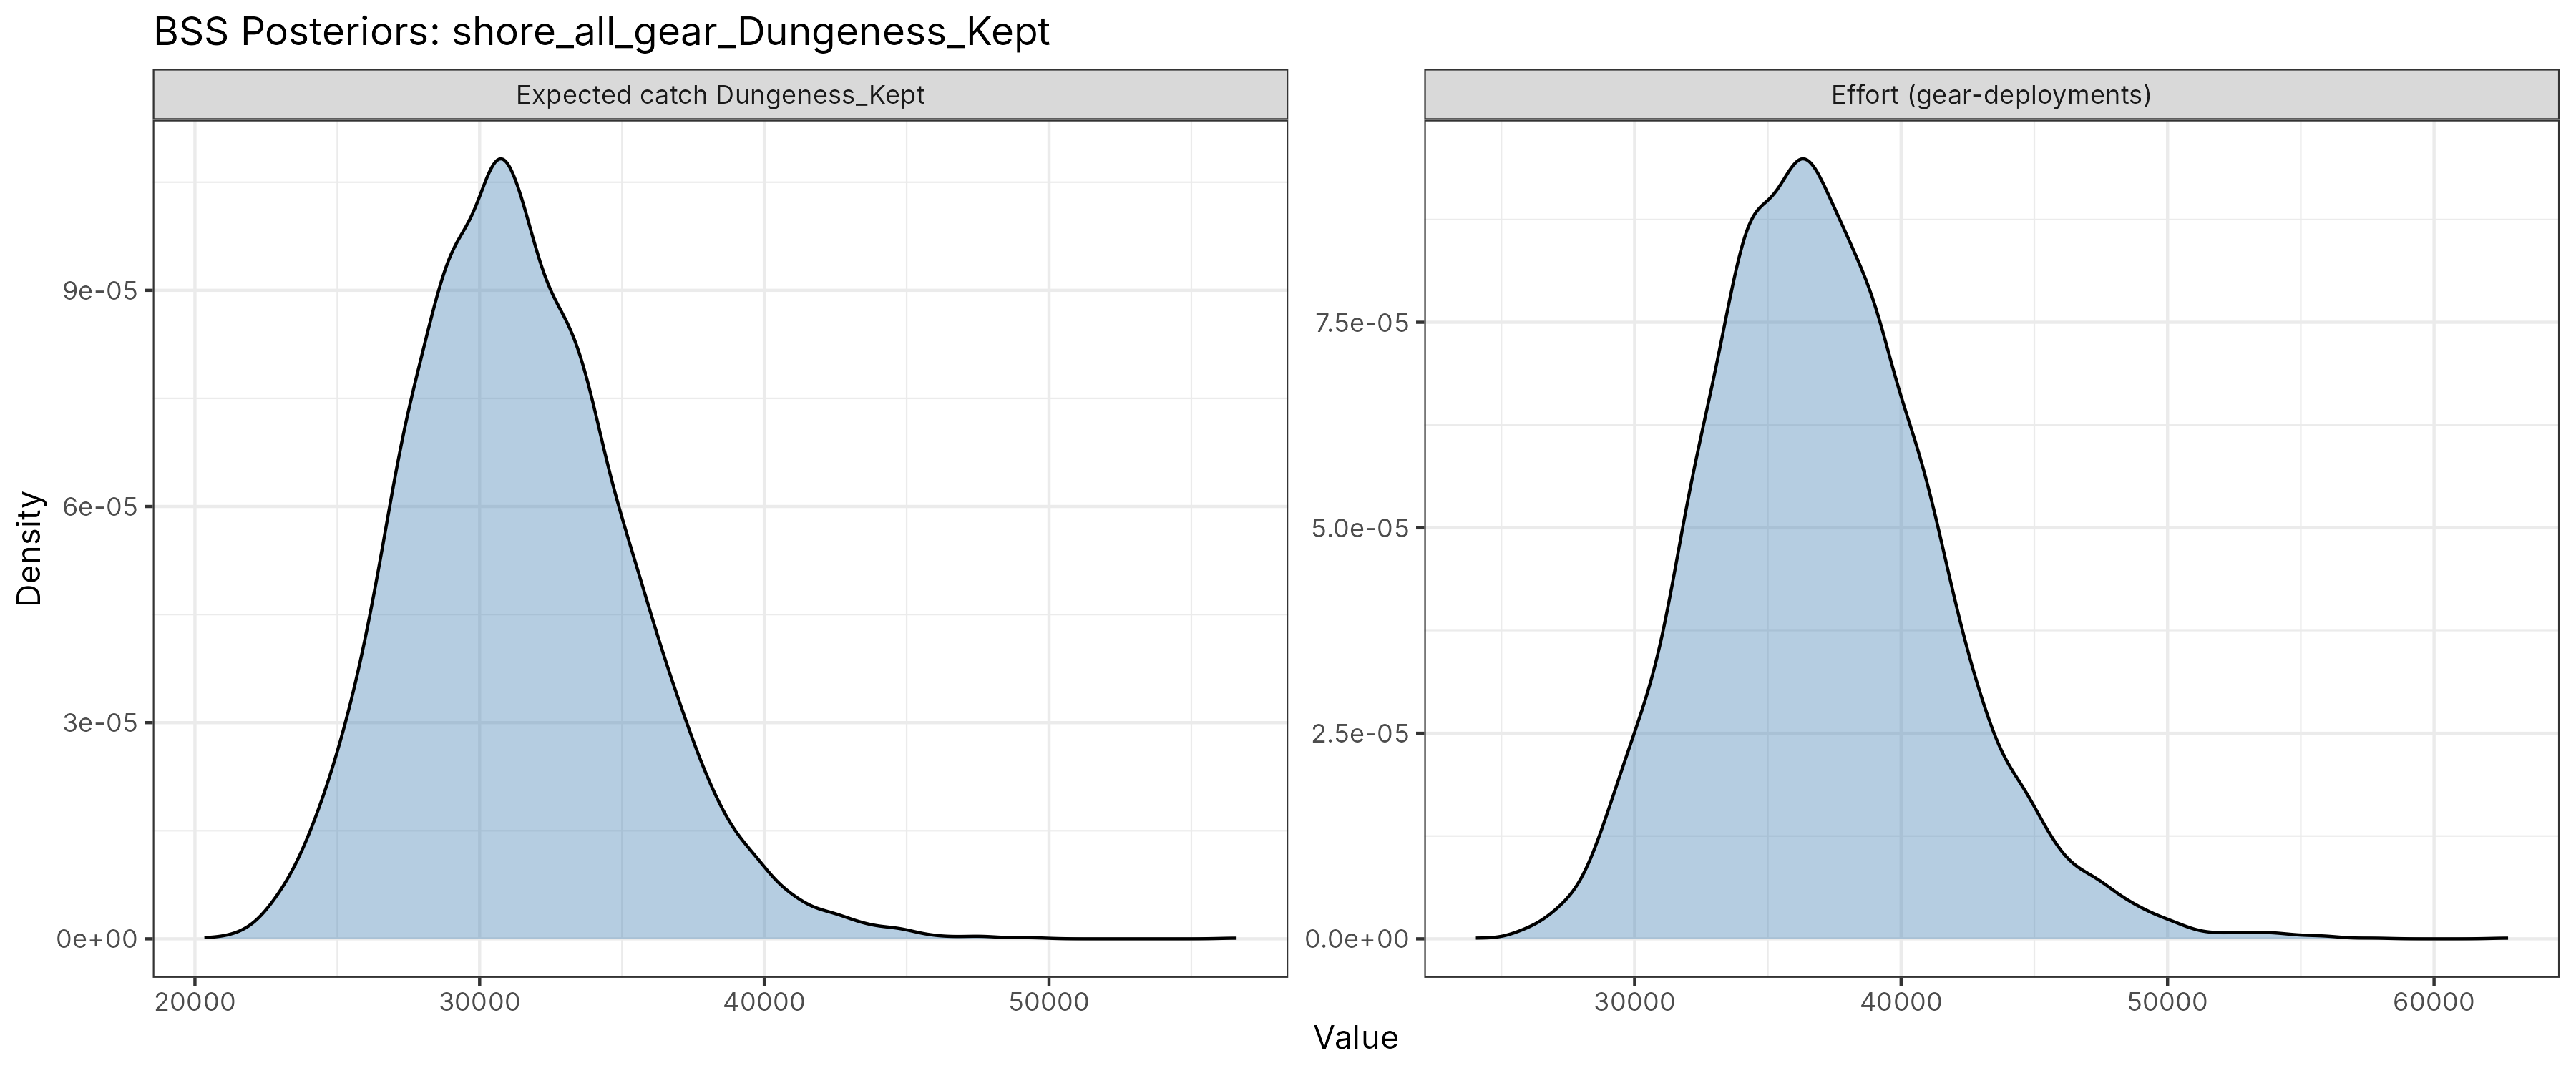 BSS Posteriors: shore_all_gear_Dungeness_Kept
Expected catch Dungeness_Kept
Effort (gear-deployments)
Density
9e-05
6e-05
3e-05
0e+00
7.5e-05
5.0e-05
2.5e-05
0.0e+00
20000 30000 40000 50000
30000 40000 50000 60000
Value